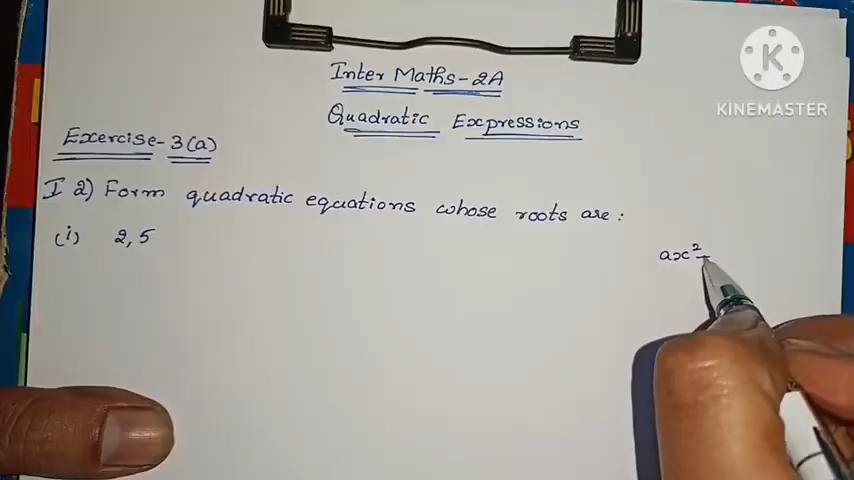 Inter Maths-2A
Quadratic Expressions
Exercise-3(a)
I 2) Form quadratic equations whose roots are :
(i) 2, 5
ax²
K
KINEMASTER